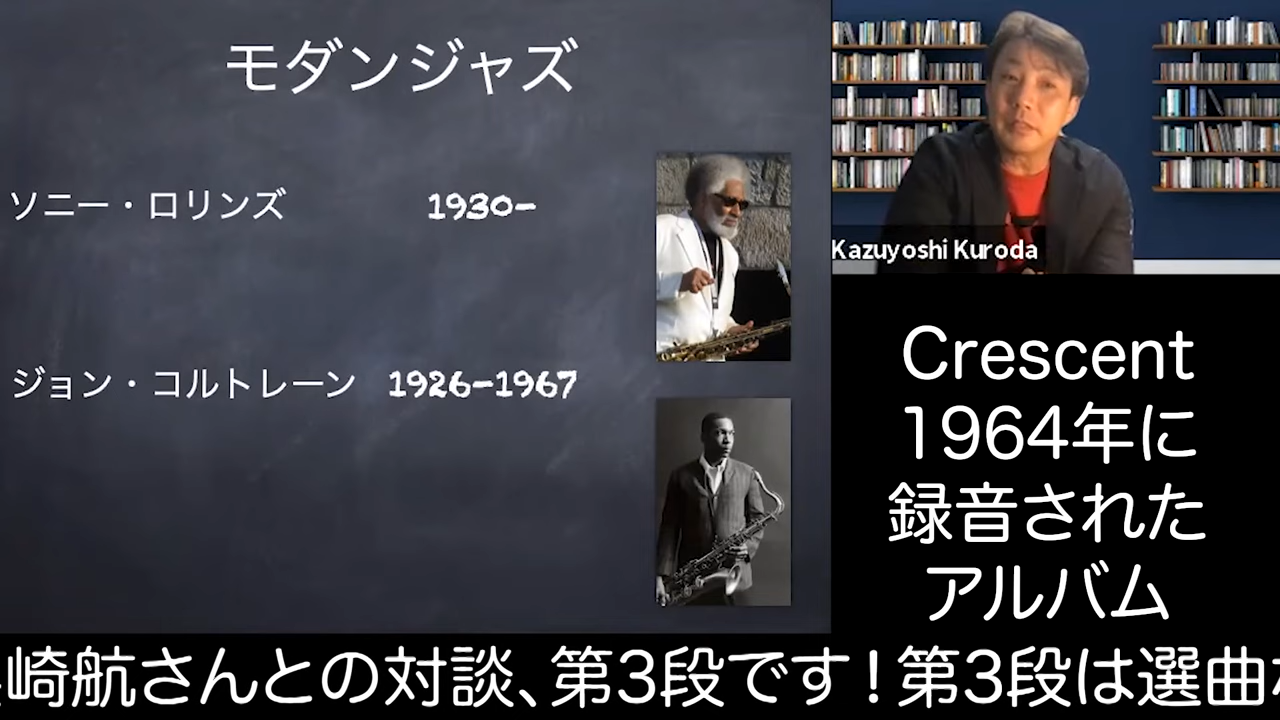 モダンジャズ
ソニー・ロリンズ 1930-
ジョン・コルトレーン 1926-1967
Kazuyoshi Kuroda
Crescent
1964年に
録音された
アルバム
崎航さんとの対談、第3段です！第3段は選曲